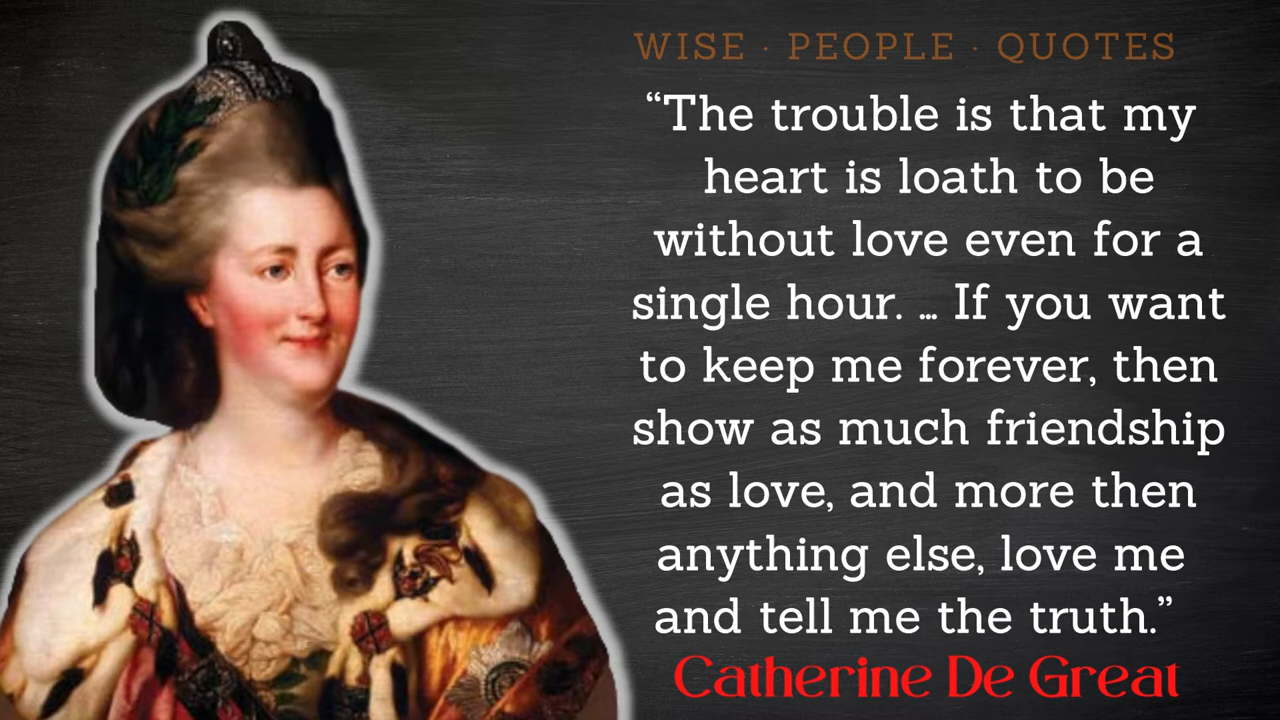 WISE · PEOPLE · QUOTES
“The trouble is that my
heart is loath to be
without love even for a
single hour. ... If you want
to keep me forever, then
show as much friendship
as love, and more then
anything else, love me
and tell me the truth.”
Catherine De Great